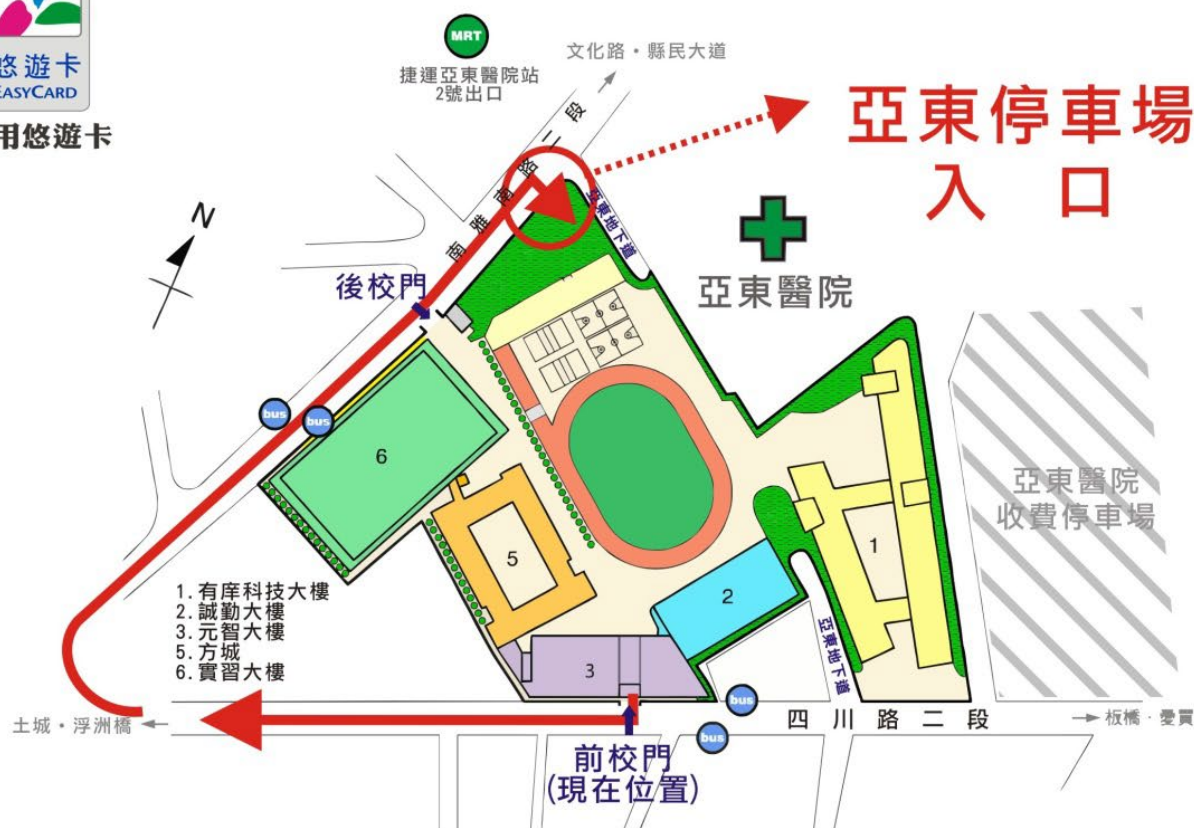 悠遊卡
EASYCARD
用悠遊卡
MRT
捷運亞東醫院站
2號出口
文化路・縣民大道
亞東停車場
入口
N
南雅南路二段
亞東地下道
亞東醫院
後校門
bus
bus
6
5
1
2
3
亞東醫院
收費停車場
1. 有庠科技大樓
2. 誠勤大樓
3. 元智大樓
5. 方城
6. 實習大樓
亞東地下道
bus
bus
土城・浮洲橋
四川路二段
板橋・愛買
前校門
(現在位置)